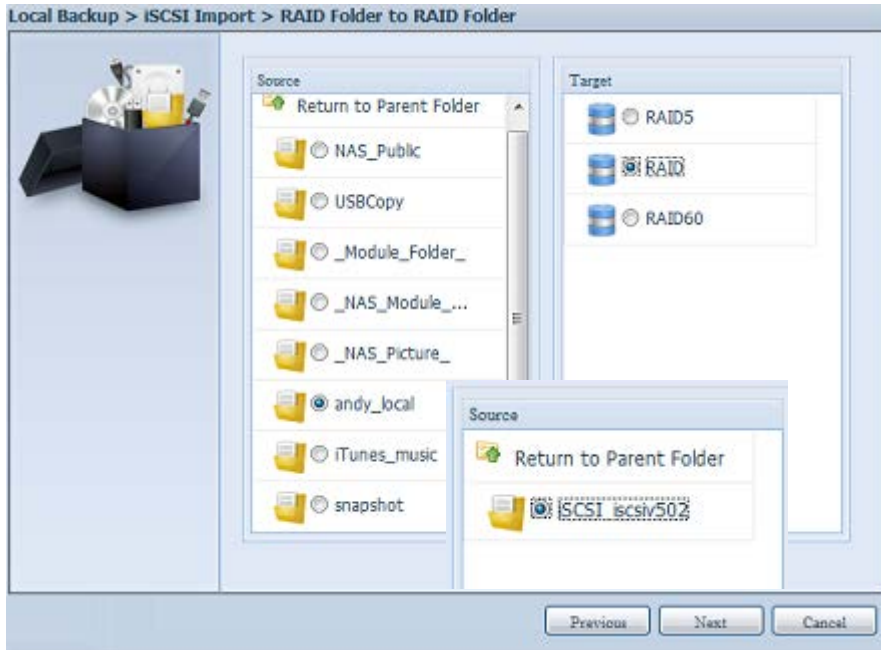 Local Backup > iSCSI Import > RAID Folder to RAID Folder
Source
Return to Parent Folder
NAS_Public
USBCopy
_Module_Folder_
_NAS_Module_...
_NAS_Picture_
andy_local
iTunes_music
snapshot
Target
RAID5
RAID
RAID60
Source
Return to Parent Folder
iSCSI_iscsiv502
Previous
Next
Cancel